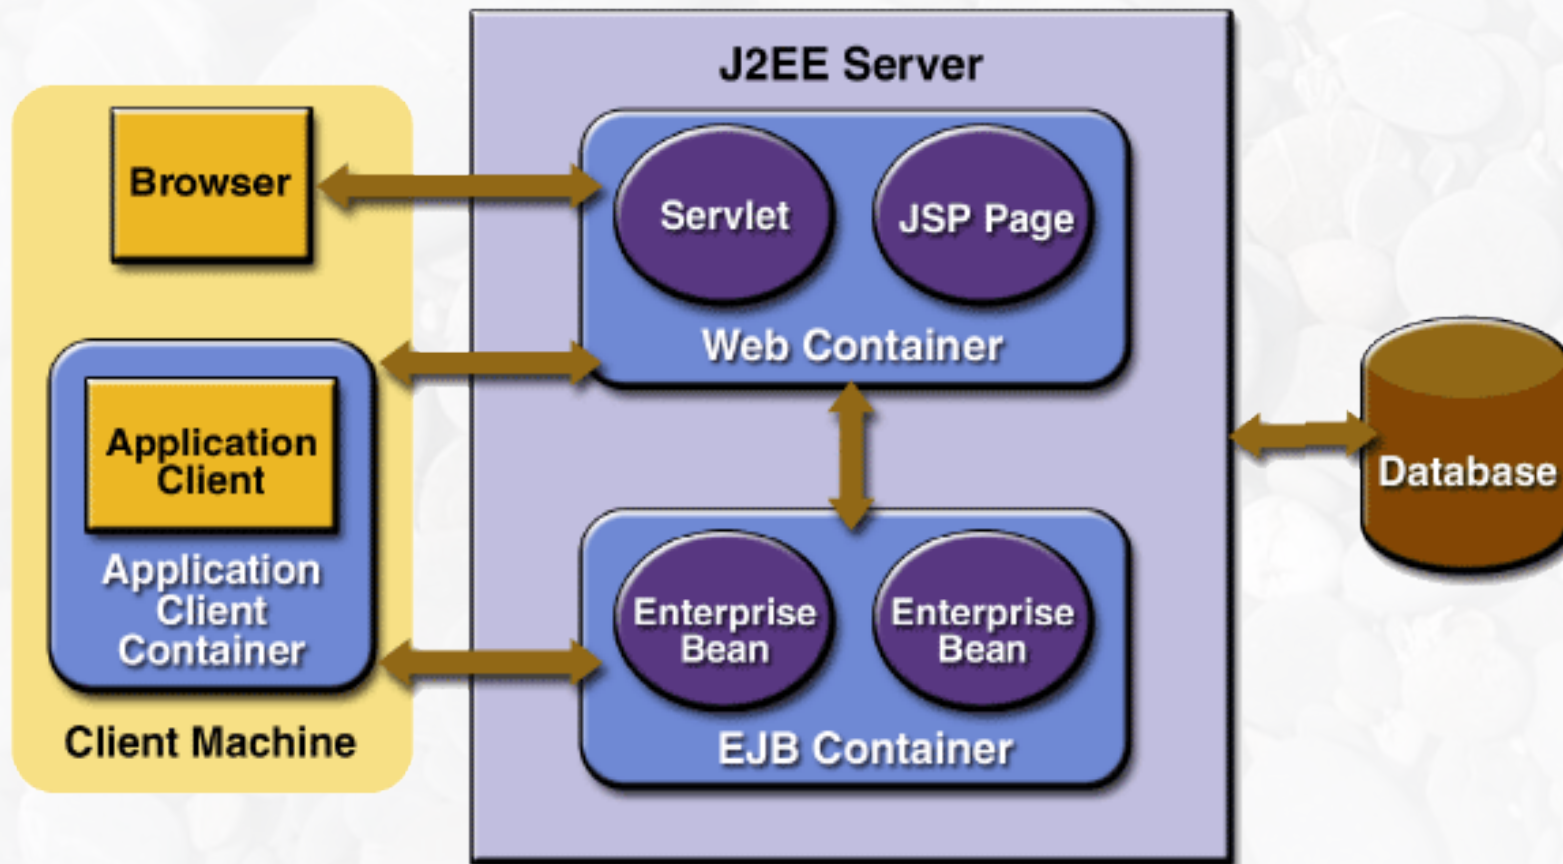 J2EE Server
Browser
Servlet
JSP Page
Web Container
Application
Client
Application
Client
Container
Client Machine
Enterprise
Bean
Enterprise
Bean
EJB Container
Database